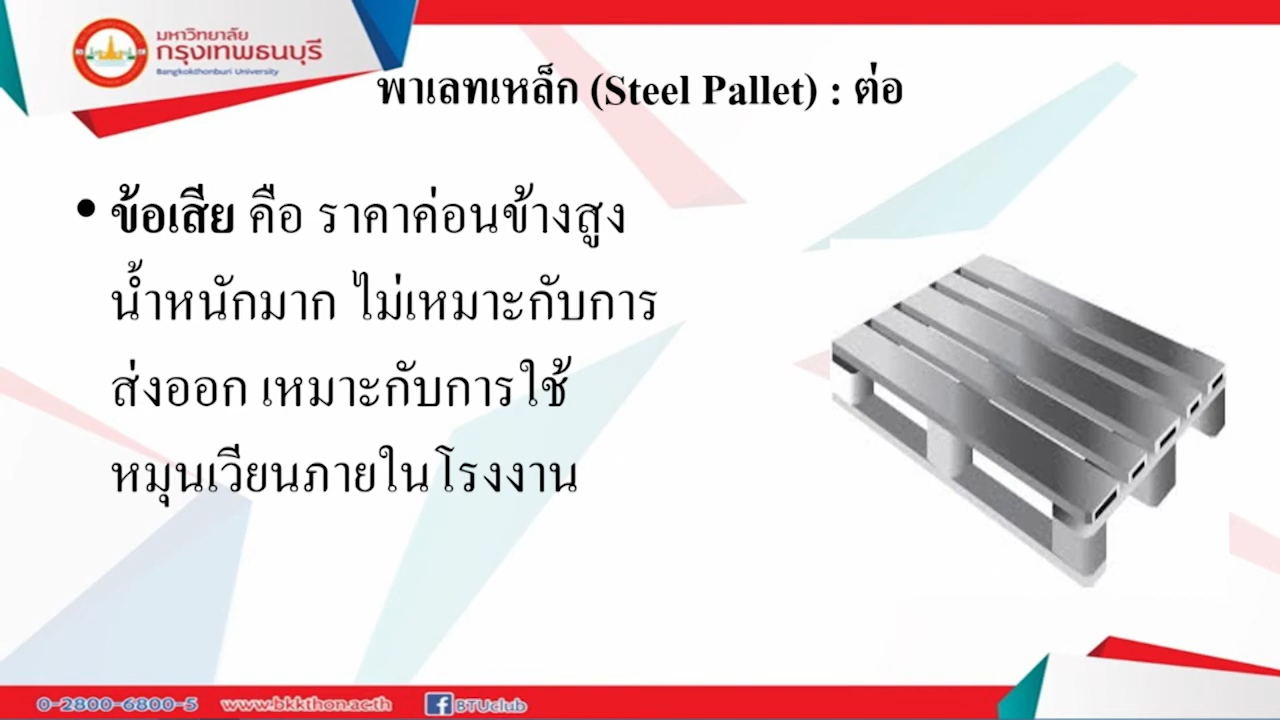 มหาวิทยาลัย
กรุงเทพธนบุรี
Bangkokthonburi University
พาเลทเหล็ก (Steel Pallet) : ต่อ
• ข้อเสีย คือ ราคาค่อนข้างสูง
น้ำหนักมาก ไม่เหมาะกับการ
ส่งออก เหมาะกับการใช้
หมุนเวียนภายในโรงงาน
0-2800-6800-5 www.bkkthon.ac.th f BTUclub